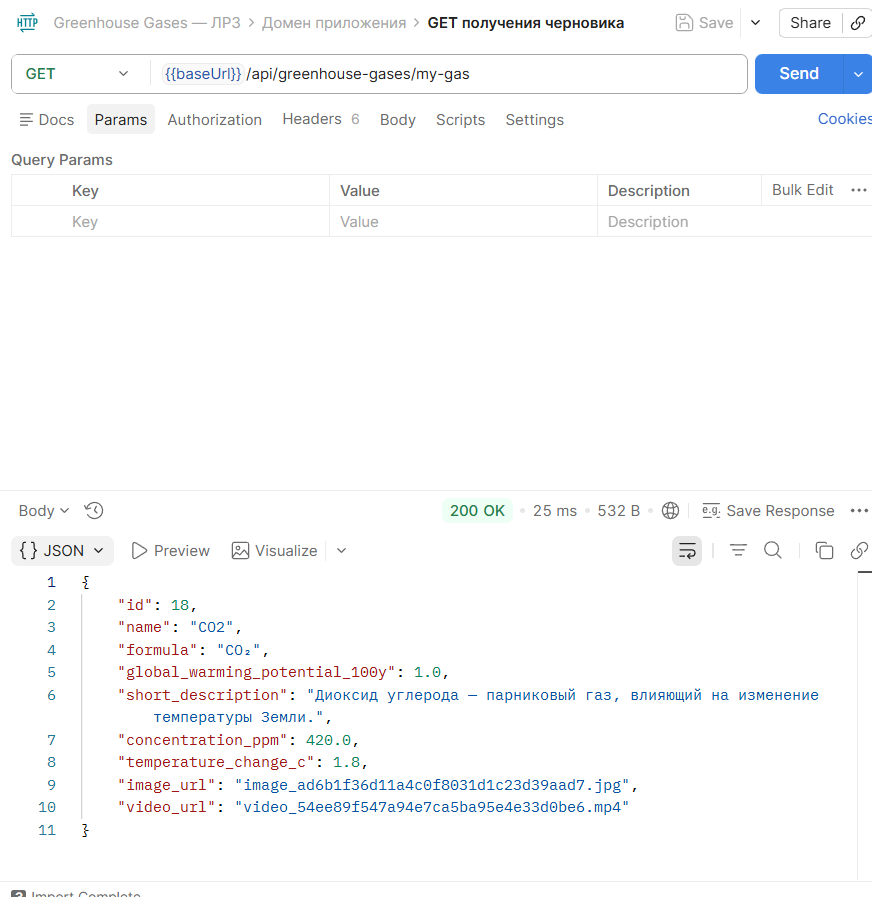 HTTP Greenhouse Gases — ЛР3 > Домен приложения > GET получения черновика Save Share
GET {{baseUrl}} /api/greenhouse-gases/my-gas Send
Docs Params Authorization Headers 6 Body Scripts Settings Cookies
Query Params
Key Value Description Bulk Edit
Key Value Description
Body 200 OK 25 ms 532 B e.g. Save Response
{} JSON Preview Visualize
1 {
2 "id": 18,
3 "name": "CO2",
4 "formula": "CO₂",
5 "global_warming_potential_100y": 1.0,
6 "short_description": "Диоксид углерода — парниковый газ, влияющий на изменение
температуры Земли.",
7 "concentration_ppm": 420.0,
8 "temperature_change_c": 1.8,
9 "image_url": "image_ad6b1f36d11a4c0f8031d1c23d39aad7.jpg",
10 "video_url": "video_54ee89f547a94e7ca5ba95e4e33d0be6.mp4"
11 }
Import Complete